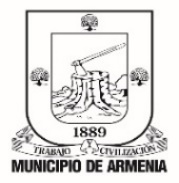 1889
TRABAJO Y CIVILIZACIÓN
MUNICIPIO DE ARMENIA